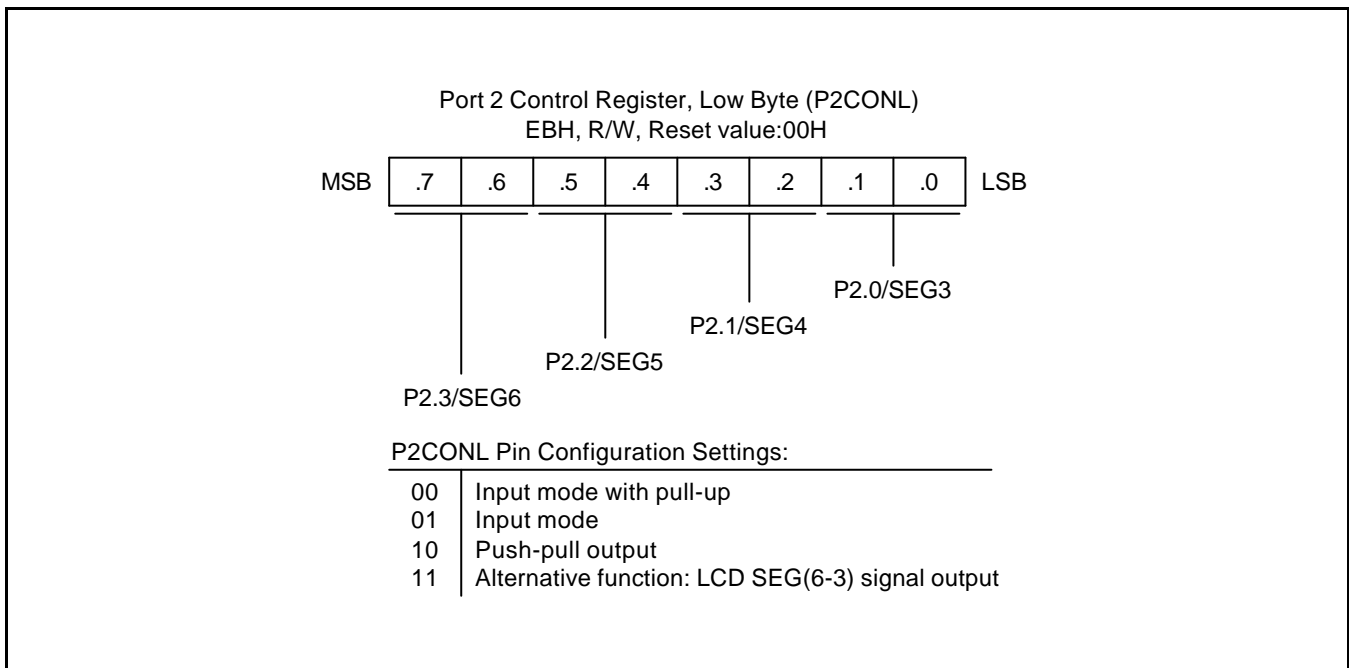 Port 2 Control Register, Low Byte (P2CONL)
EBH, R/W, Reset value:00H
MSB .7 .6 .5 .4 .3 .2 .1 .0 LSB
P2.0/SEG3
P2.1/SEG4
P2.2/SEG5
P2.3/SEG6
P2CONL Pin Configuration Settings:
00 Input mode with pull-up
01 Input mode
10 Push-pull output
11 Alternative function: LCD SEG(6-3) signal output